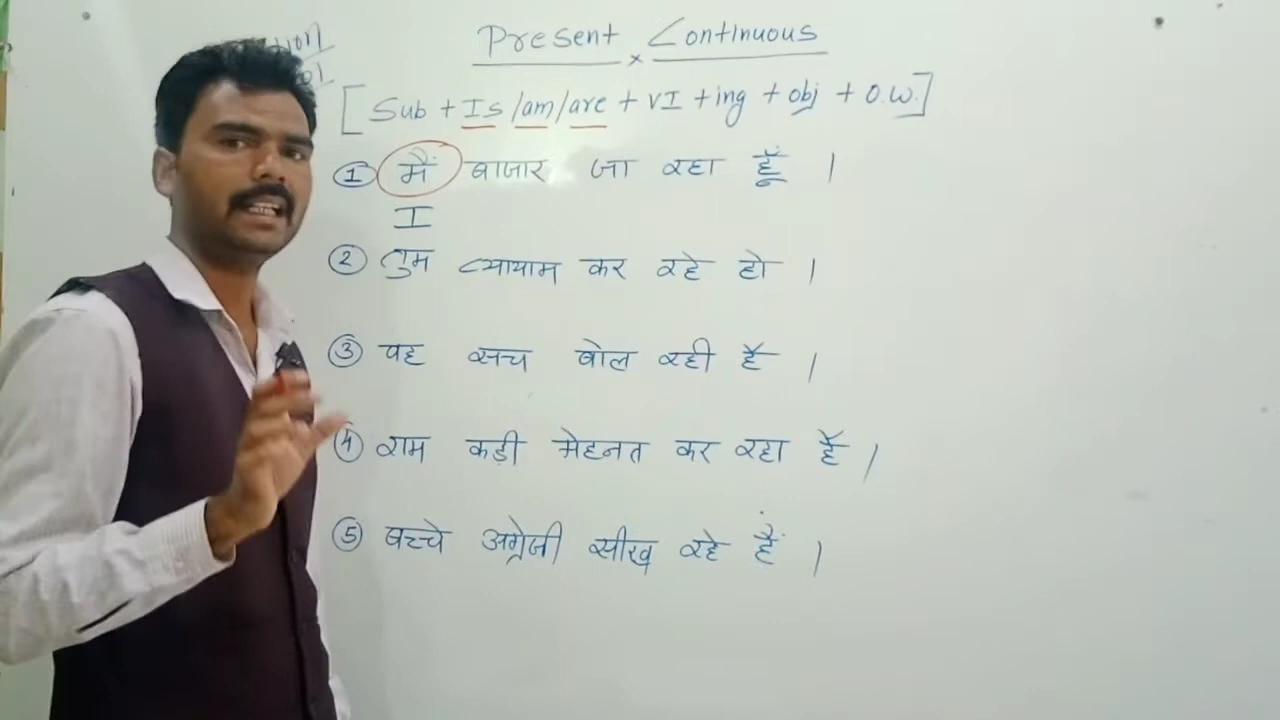 Present Continuous
[Sub + Is/am/are + VI + ing + obj + O.W.]
① मैं बाजार जा रहा हूँ ।
I
② तुम व्यायाम कर रहे हो ।
③ वह सच बोल रही है ।
④ राम कड़ी मेहनत कर रहा है ।
⑤ बच्चे अग्रेजी सीख रहे हैं ।